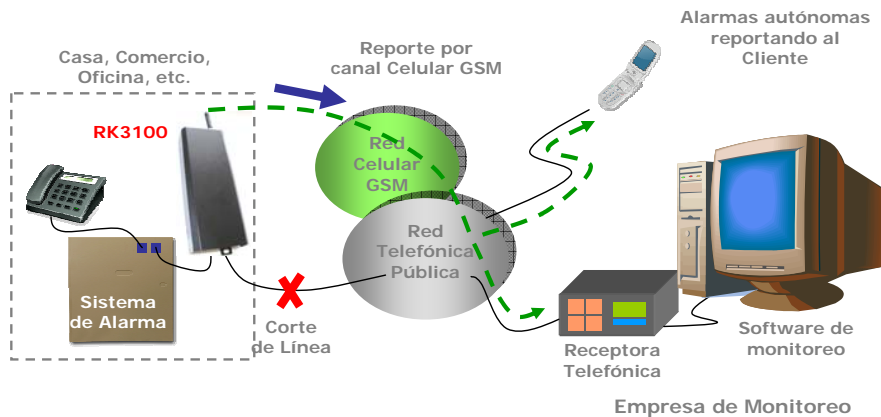 Alarmas autónomas
reportando al
Cliente
Reporte por
canal Celular GSM
Casa, Comercio,
Oficina, etc.
RK3100
Red
Celular
GSM
Red
Telefónica
Pública
Sistema
de Alarma
Corte
de Línea
Receptora
Telefónica
Software de
monitoreo
Empresa de Monitoreo